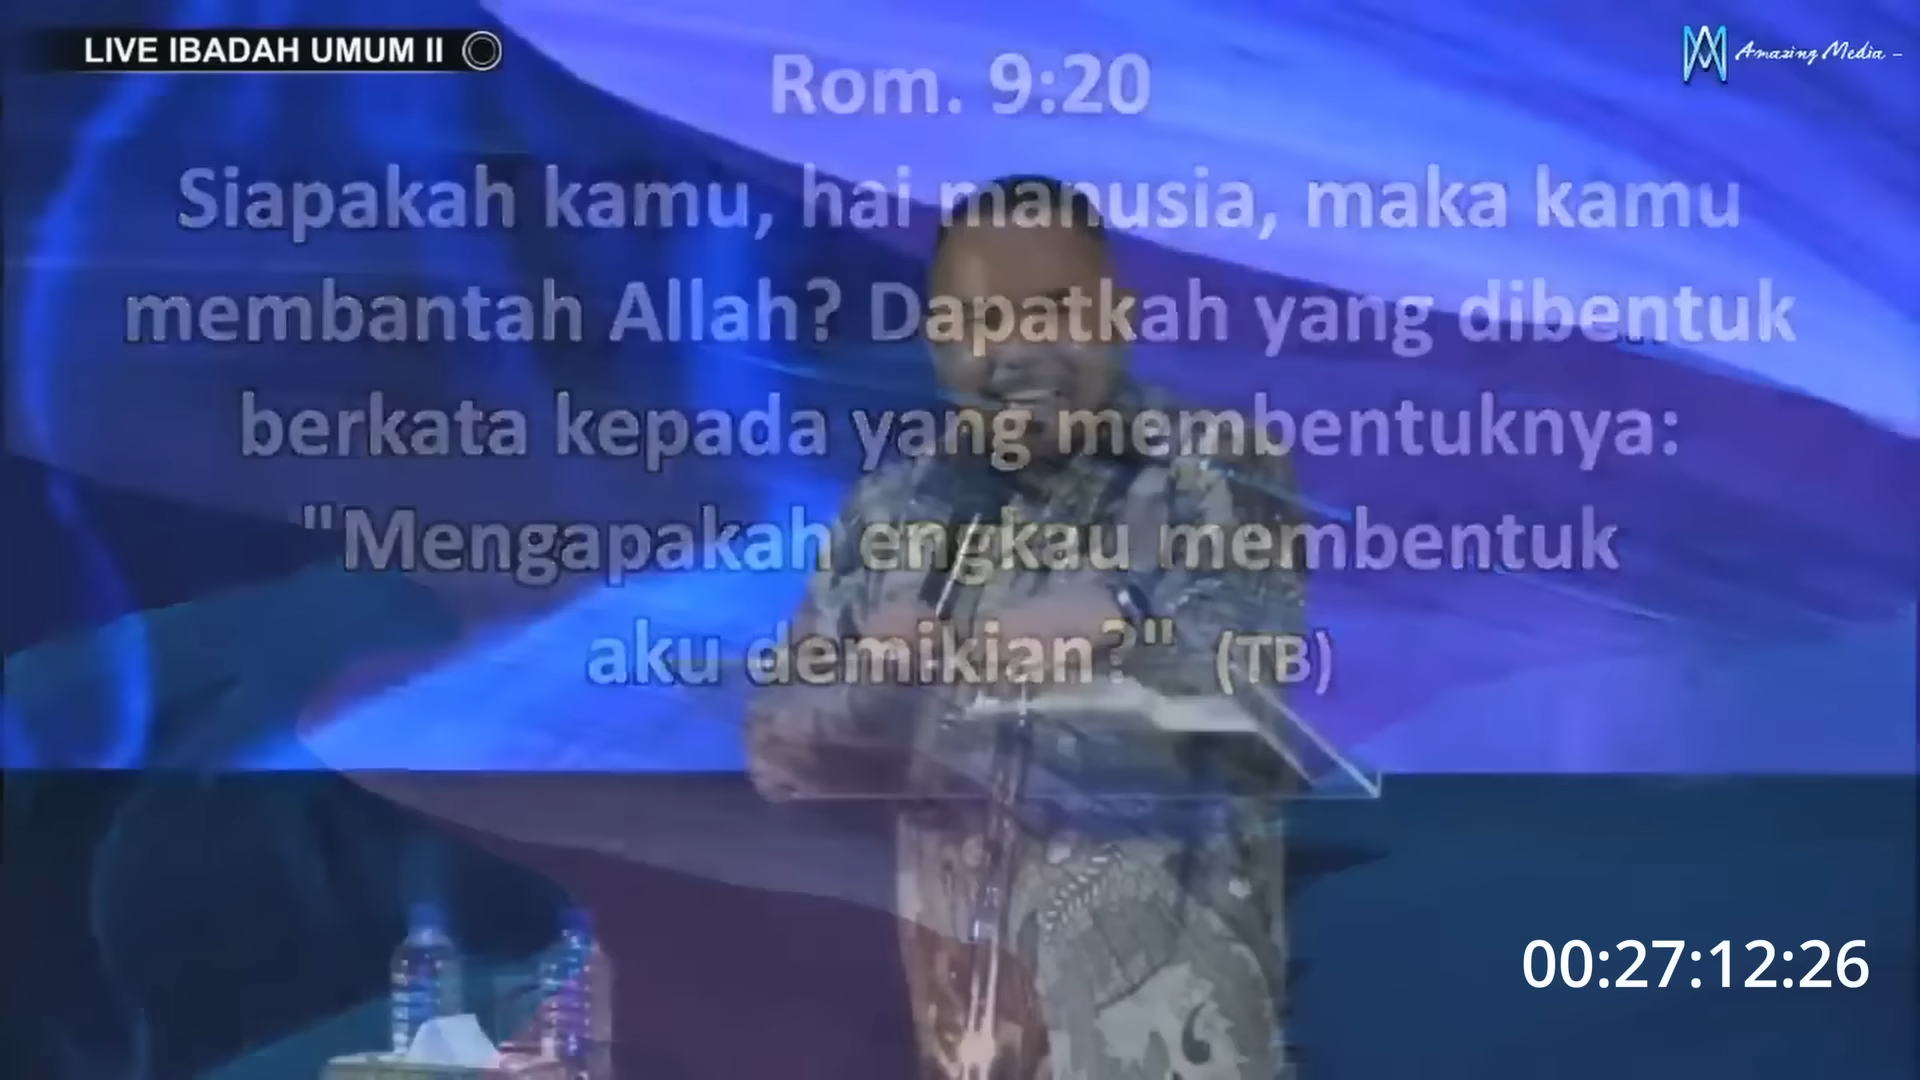 LIVE IBADAH UMUM II
Amazing Media -
Rom. 9:20
Siapakah kamu, hai manusia, maka kamu
membantah Allah? Dapatkah yang dibentuk
berkata kepada yang membentuknya:
"Mengapakah engkau membentuk
aku demikian?" (TB)
00:27:12:26